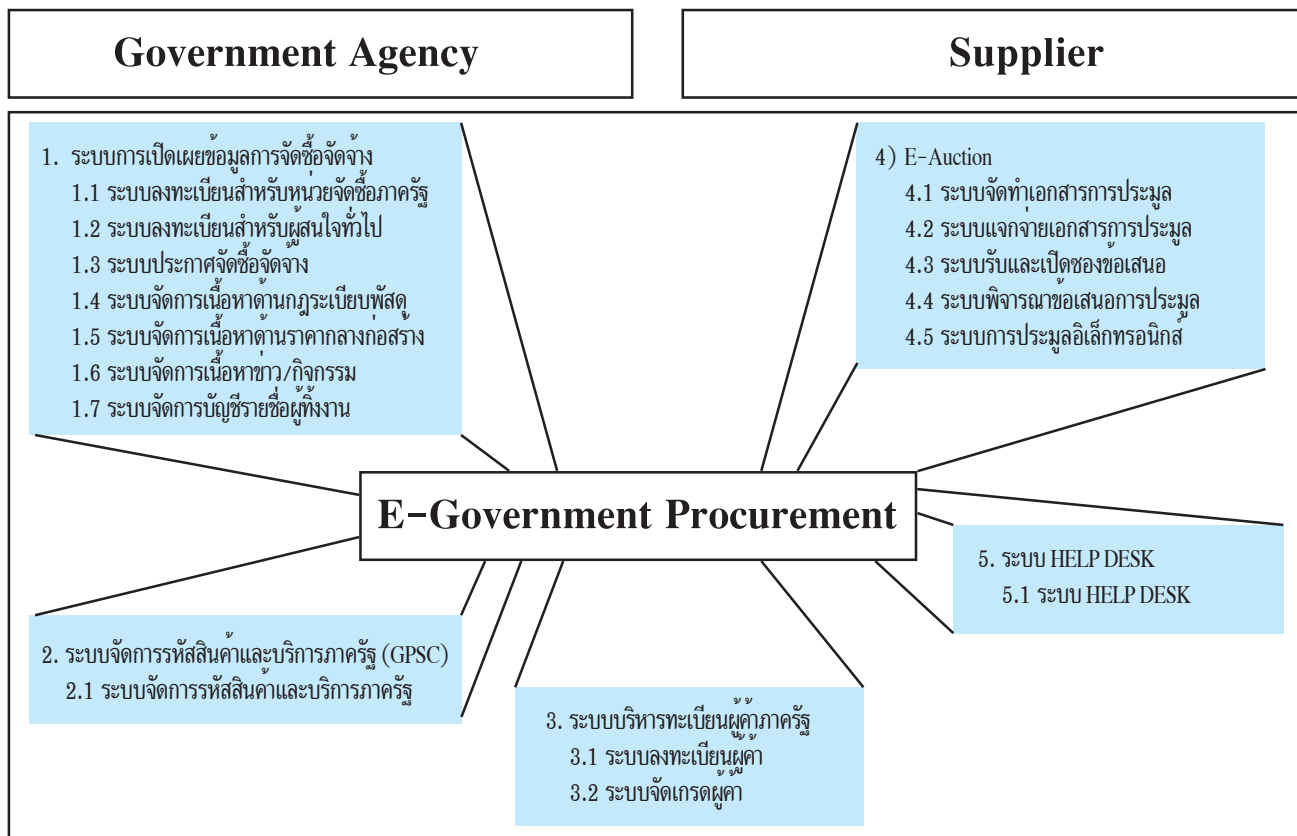 Government Agency
Supplier
1. ระบบการเปิดเผยข้อมูลการจัดซื้อจัดจ้าง
1.1 ระบบลงทะเบียนสำหรับหน่วยจัดซื้อภาครัฐ
1.2 ระบบลงทะเบียนสำหรับผู้สนใจทั่วไป
1.3 ระบบประกาศจัดซื้อจัดจ้าง
1.4 ระบบจัดการเนื้อหาด้านกฎระเบียบพัสดุ
1.5 ระบบจัดการเนื้อหาด้านราคากลางก่อสร้าง
1.6 ระบบจัดการเนื้อหาข่าว/กิจกรรม
1.7 ระบบจัดการบัญชีรายชื่อผู้ทิ้งงาน
4) E-Auction
4.1 ระบบจัดทำเอกสารการประมูล
4.2 ระบบแจกจ่ายเอกสารการประมูล
4.3 ระบบรับและเปิดซองข้อเสนอ
4.4 ระบบพิจารณาข้อเสนอการประมูล
4.5 ระบบการประมูลอิเล็กทรอนิกส์
E-Government Procurement
5. ระบบ HELP DESK
5.1 ระบบ HELP DESK
2. ระบบจัดการรหัสสินค้าและบริการภาครัฐ (GPSC)
2.1 ระบบจัดการรหัสสินค้าและบริการภาครัฐ
3. ระบบบริหารทะเบียนผู้ค้าภาครัฐ
3.1 ระบบลงทะเบียนผู้ค้า
3.2 ระบบจัดเกรดผู้ค้า